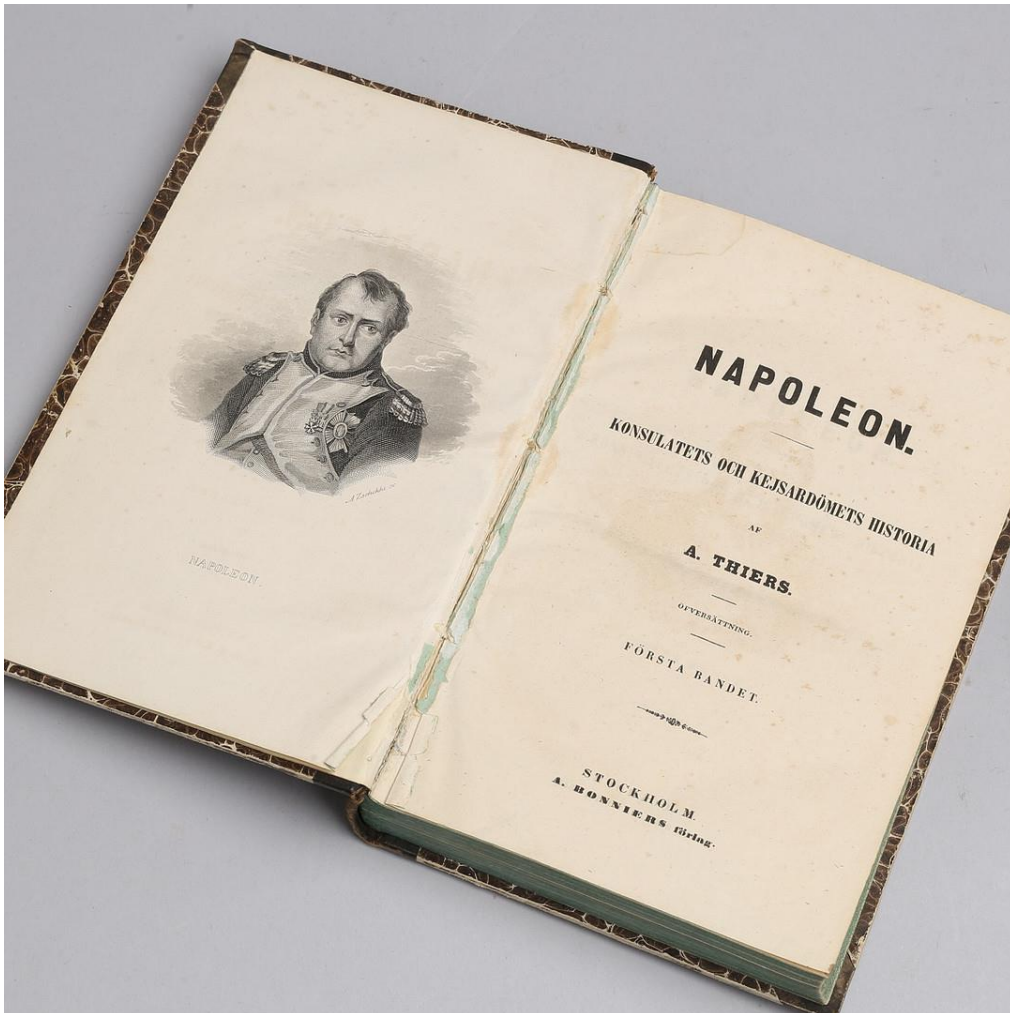 NAPOLEON.
NAPOLEON.
KONSULATETS OCH KEJSARDÖMETS HISTORIA
AF
A. THIERS.
ÖFVERSÄTTNING.
FÖRSTA BANDET.
STOCKHOLM.
A. BONNIERS förlag.